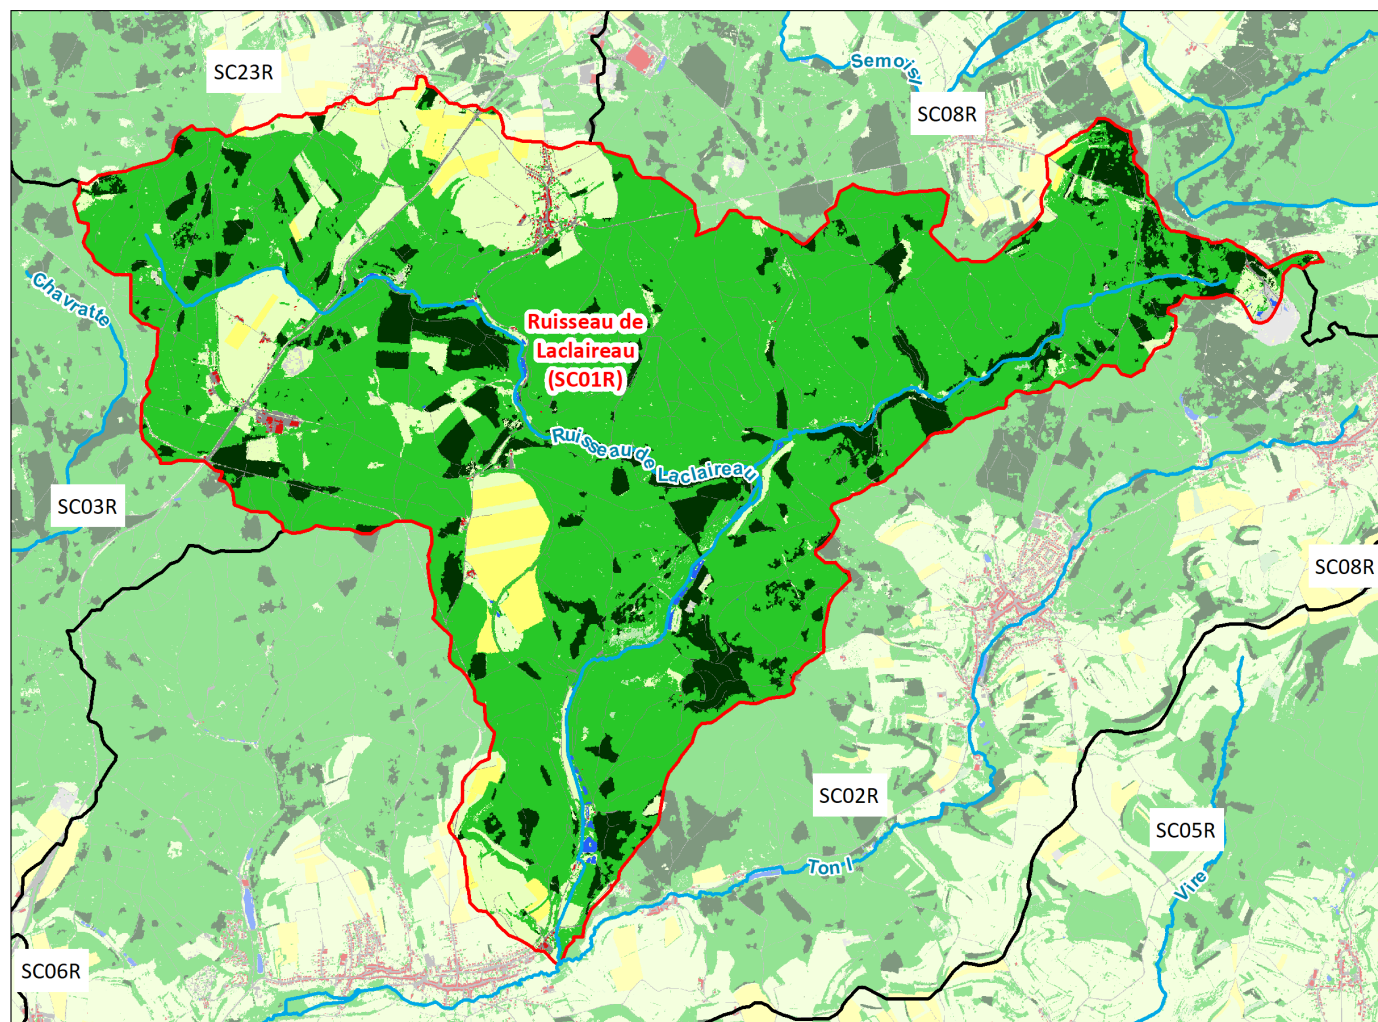 SC23R
Semois I
SC08R
Chavratte
Ruisseau de
Laclaireau
(SC01R)
Ruisseau de Laclaireau
SC03R
SC08R
SC02R
SC05R
Ton I
Vire
SC06R